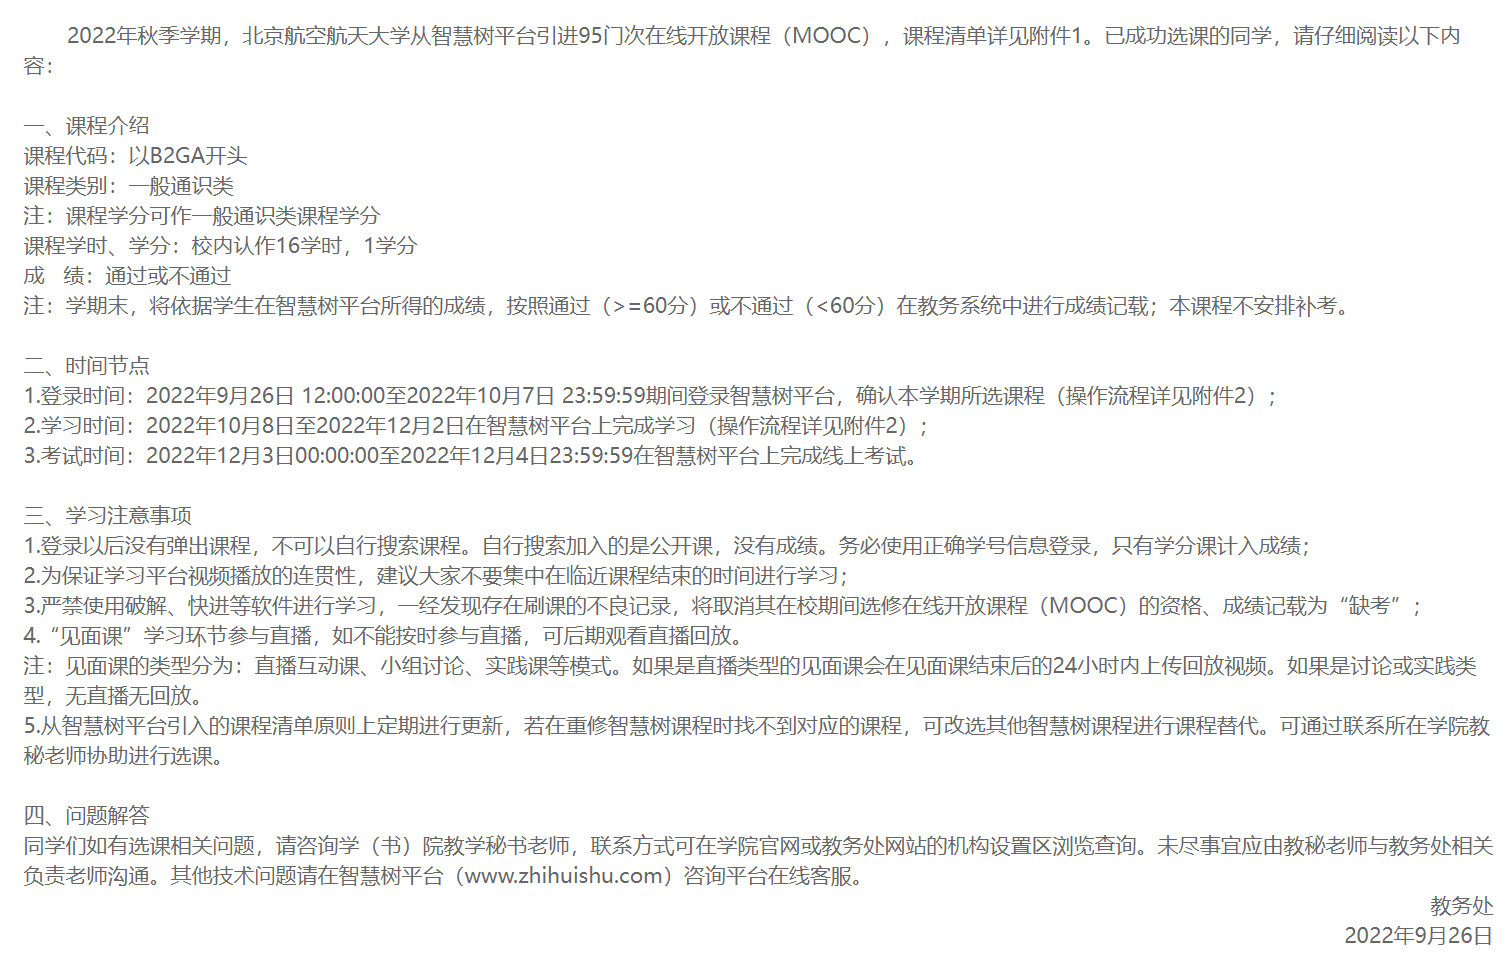 2022年秋季学期，北京航空航天大学从智慧树平台引进95门次在线开放课程（MOOC），课程清单详见附件1。已成功选课的同学，请仔细阅读以下内
容：
一、课程介绍
课程代码：以B2GA开头
课程类别：一般通识类
注：课程学分可作一般通识类课程学分
课程学时、学分：校内认作16学时，1学分
成   绩：通过或不通过
注：学期末，将依据学生在智慧树平台所得的成绩，按照通过（>=60分）或不通过（<60分）在教务系统中进行成绩记载；本课程不安排补考。
二、时间节点
1.登录时间：2022年9月26日 12:00:00至2022年10月7日 23:59:59期间登录智慧树平台，确认本学期所选课程（操作流程详见附件2）；
2.学习时间：2022年10月8日至2022年12月2日在智慧树平台上完成学习（操作流程详见附件2）；
3.考试时间：2022年12月3日00:00:00至2022年12月4日23:59:59在智慧树平台上完成线上考试。
三、学习注意事项
1.登录以后没有弹出课程，不可以自行搜索课程。自行搜索加入的是公开课，没有成绩。务必使用正确学号信息登录，只有学分课计入成绩；
2.为保证学习平台视频播放的连贯性，建议大家不要集中在临近课程结束的时间进行学习；
3.严禁使用破解、快进等软件进行学习，一经发现存在刷课的不良记录，将取消其在校期间选修在线开放课程（MOOC）的资格、成绩记载为“缺考”；
4.“见面课”学习环节参与直播，如不能按时参与直播，可后期观看直播回放。
注：见面课的类型分为：直播互动课、小组讨论、实践课等模式。如果是直播类型的见面课会在见面课结束后的24小时内上传回放视频。如果是讨论或实践类
型，无直播无回放。
5.从智慧树平台引入的课程清单原则上定期进行更新，若在重修智慧树课程时找不到对应的课程，可改选其他智慧树课程进行课程替代。可通过联系所在学院教
秘老师协助进行选课。
四、问题解答
同学们如有选课相关问题，请咨询学（书）院教学秘书老师，联系方式可在学院官网或教务处网站的机构设置区浏览查询。未尽事宜应由教秘老师与教务处相关
负责老师沟通。其他技术问题请在智慧树平台（www.zhihuishu.com）咨询平台在线客服。
教务处
2022年9月26日